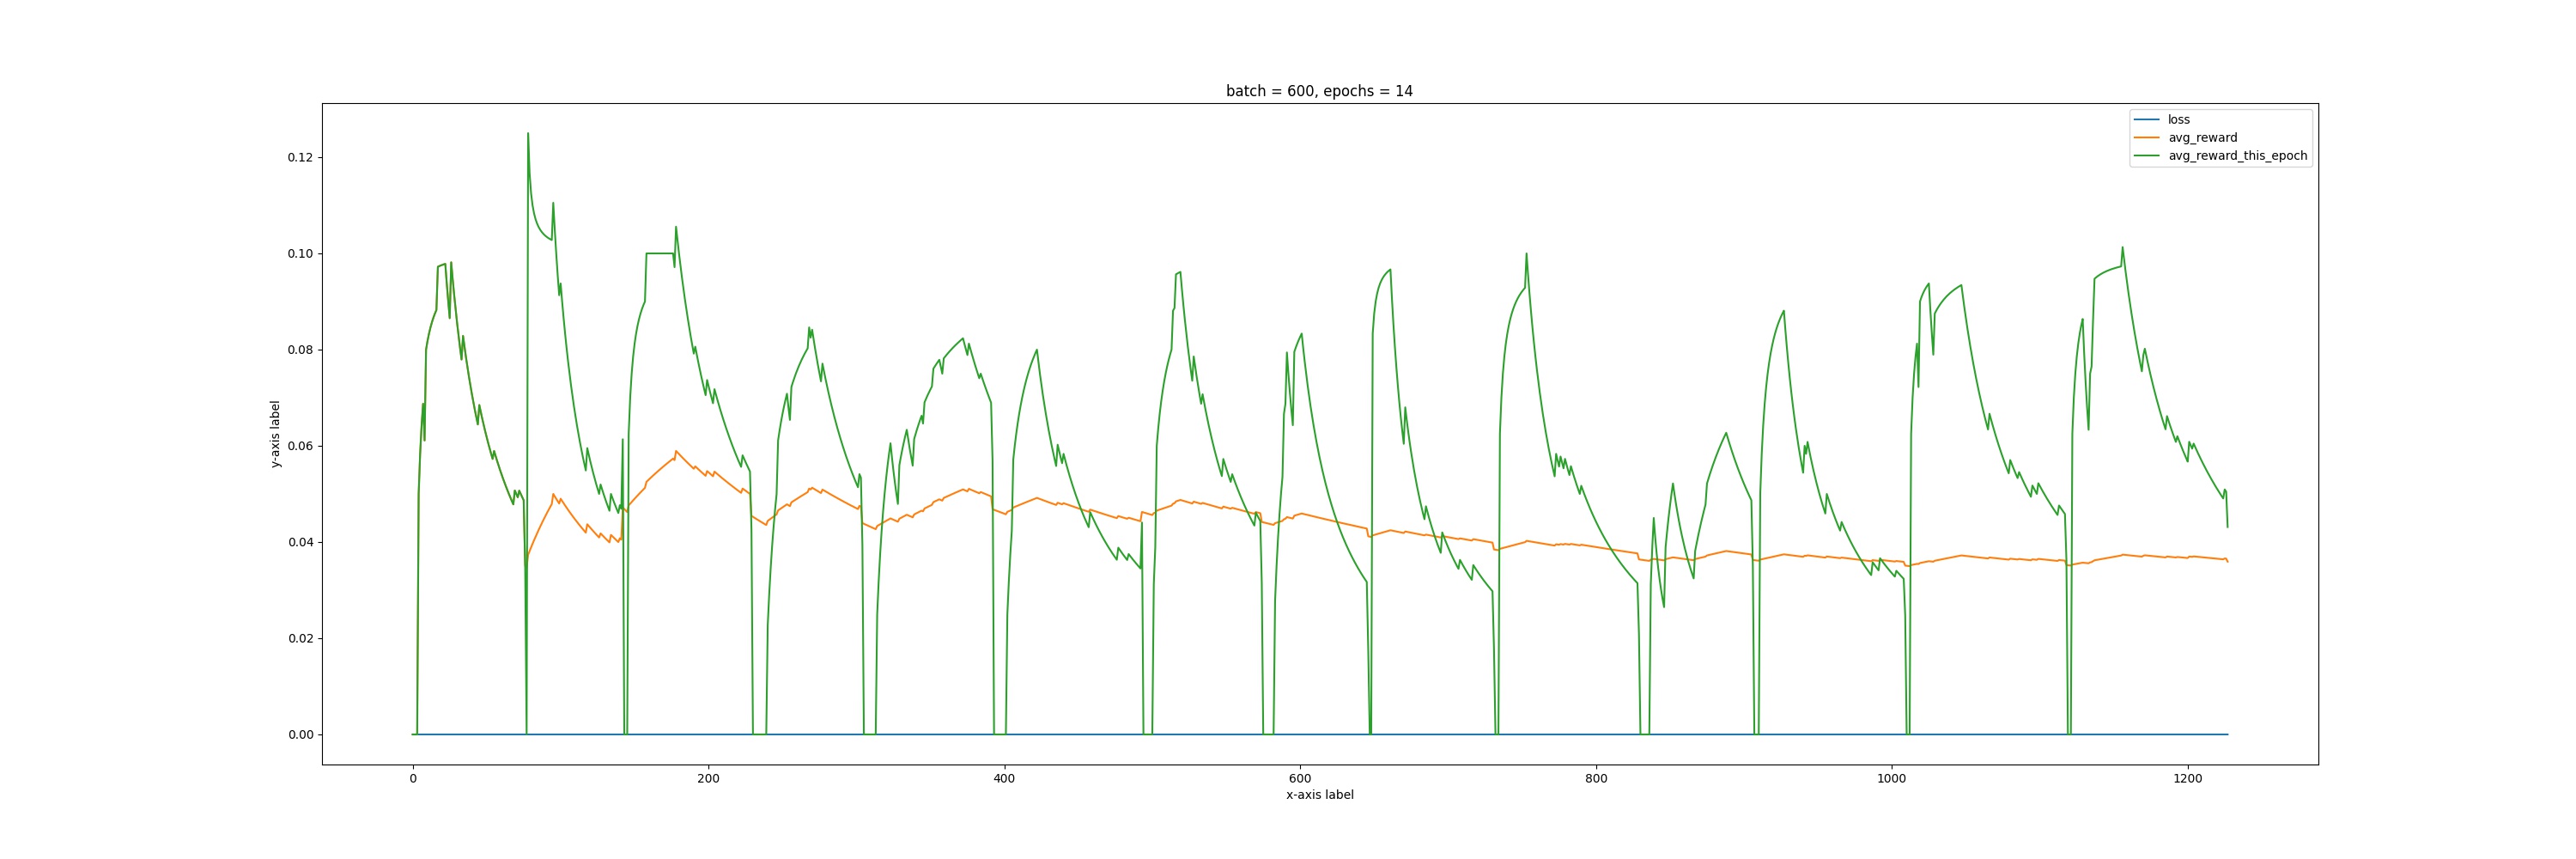 batch = 600, epochs = 14
loss
avg_reward
avg_reward_this_epoch
0.12
0.10
0.08
0.06
0.04
0.02
0.00
y-axis label
0 200 400 600 800 1000 1200
x-axis label